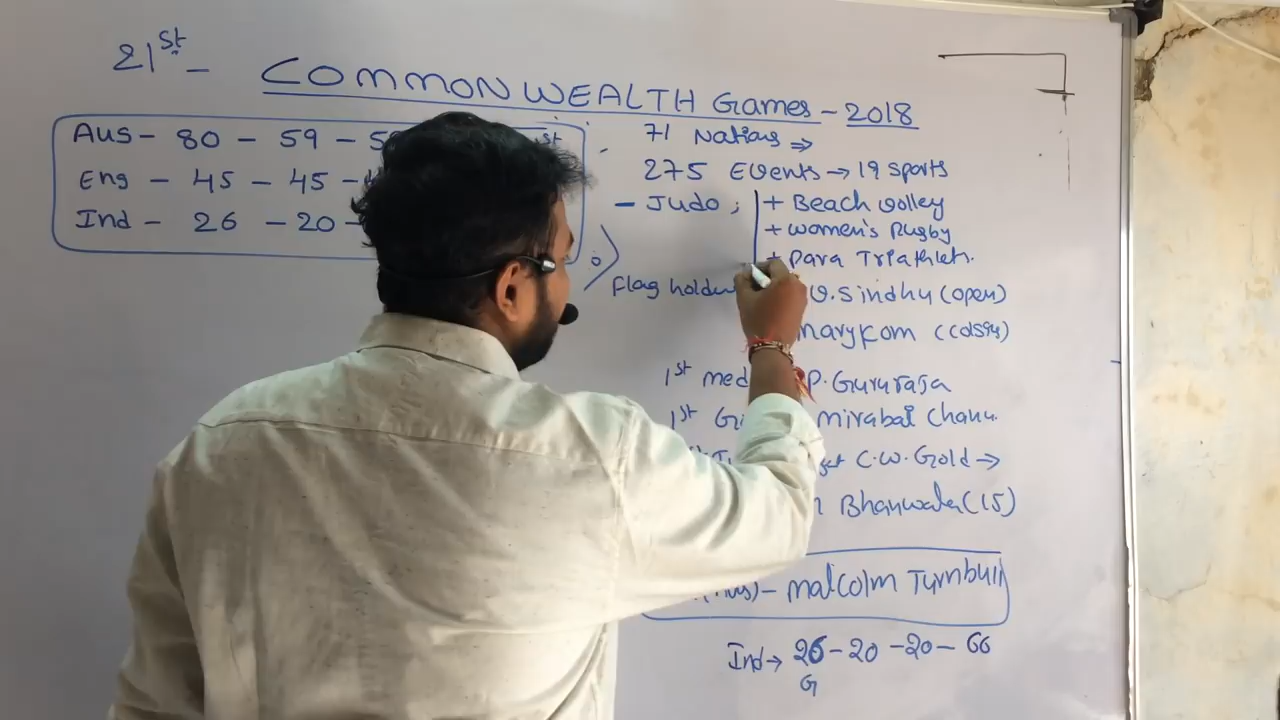 21st - COMMONWEALTH Games - 2018
Aus - 80 - 59 - 5 st
Eng - 45 - 45 -
Ind - 26 - 20 -
71 Nations ⇒
275 Events → 19 sports
- Judo ; + Beach volley
+ women's Rugby
+ Para Triathlets.
Flag holder V. Sindhu (open)
marykom (closing)
1st med P. Gururaja
1st G mirabai Chanu.
get C.W. Gold →
Bhanwala (15)
(Aus) - malcolm Turnbull
Ind → 26 - 20 - 20 - 66
G